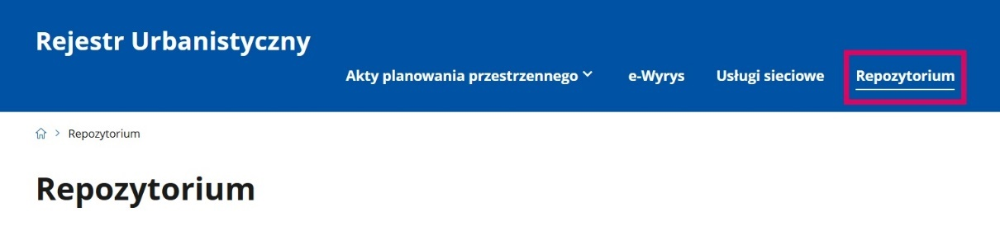 Rejestr Urbanistyczny
Akty planowania przestrzennego e-Wyrys Usługi sieciowe Repozytorium
Repozytorium
Repozytorium